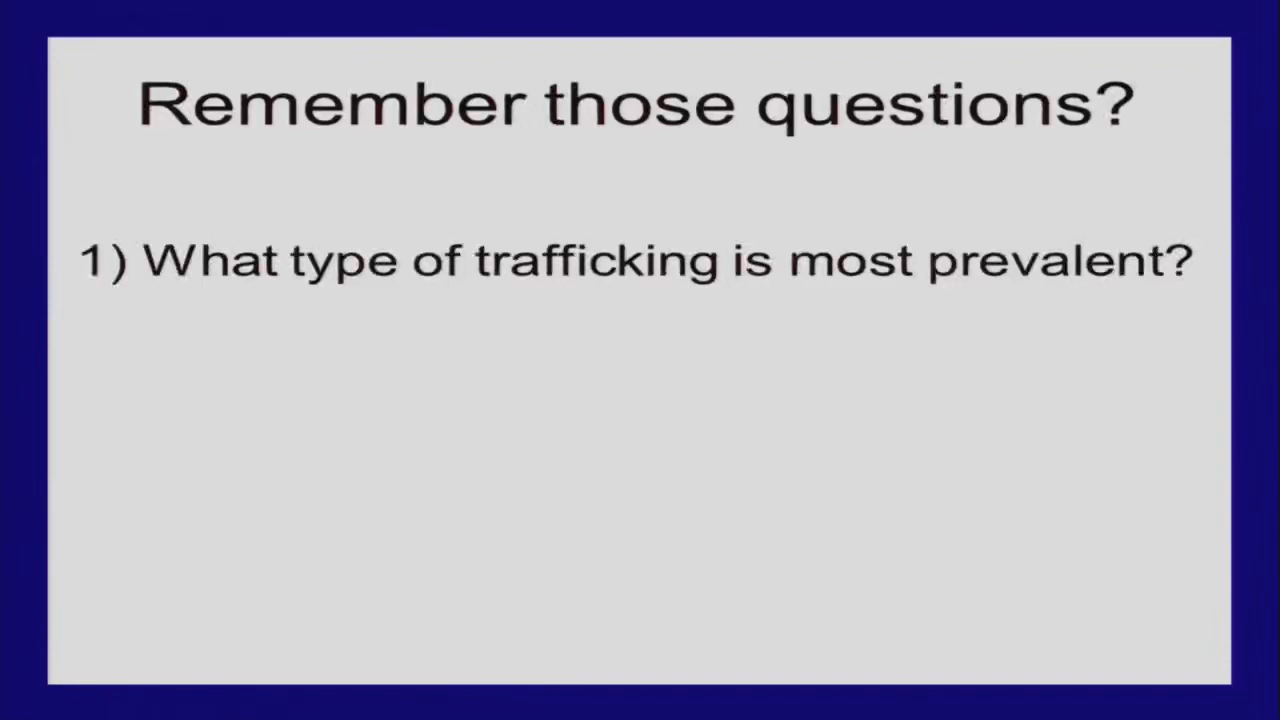 Remember those questions?
1) What type of trafficking is most prevalent?